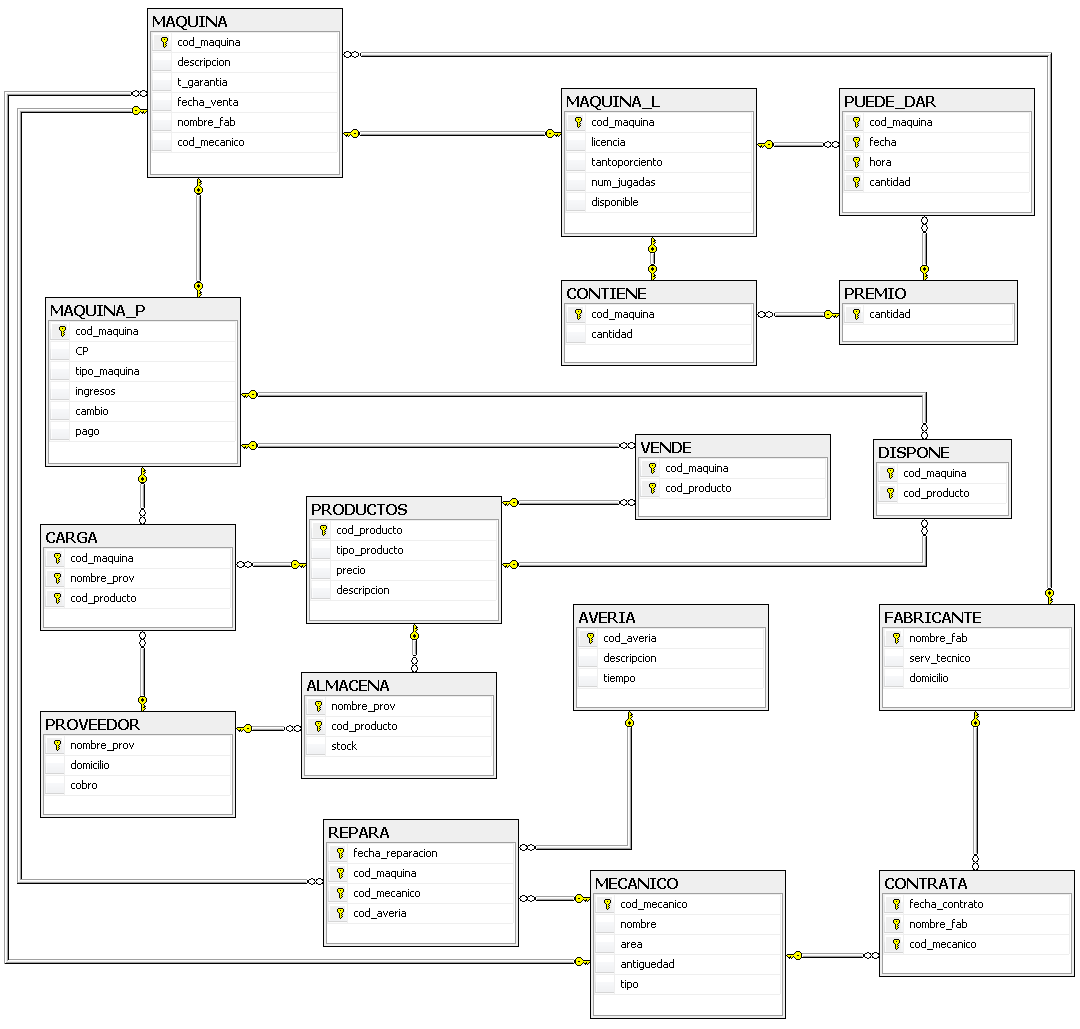 MAQUINA
cod_maquina
descripcion
t_garantia
fecha_venta
nombre_fab
cod_mecanico
MAQUINA_L
cod_maquina
licencia
tantoporciento
num_jugadas
disponible
PUEDE_DAR
cod_maquina
fecha
hora
cantidad
CONTIENE
cod_maquina
cantidad
PREMIO
cantidad
MAQUINA_P
cod_maquina
CP
tipo_maquina
ingresos
cambio
pago
VENDE
cod_maquina
cod_producto
DISPONE
cod_maquina
cod_producto
PRODUCTOS
cod_producto
tipo_producto
precio
descripcion
CARGA
cod_maquina
nombre_prov
cod_producto
AVERIA
cod_averia
descripcion
tiempo
FABRICANTE
nombre_fab
serv_tecnico
domicilio
ALMACENA
nombre_prov
cod_producto
stock
PROVEEDOR
nombre_prov
domicilio
cobro
REPARA
fecha_reparacion
cod_maquina
cod_mecanico
cod_averia
MECANICO
cod_mecanico
nombre
area
antiguedad
tipo
CONTRATA
fecha_contrato
nombre_fab
cod_mecanico